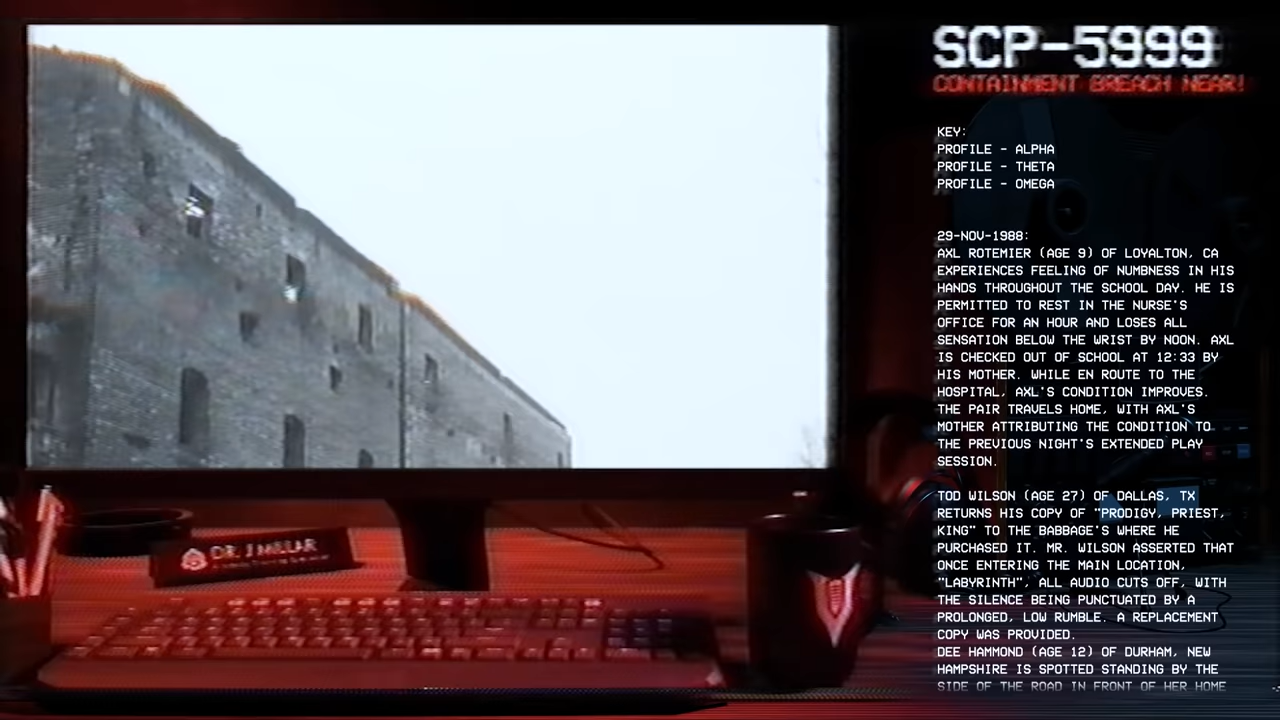 SCP-5999
CONTAINMENT BREACH NEAR!
KEY:
PROFILE - ALPHA
PROFILE - THETA
PROFILE - OMEGA
29-NOV-1988:
AXL ROTEMIER (AGE 9) OF LOYALTON, CA
EXPERIENCES FEELING OF NUMBNESS IN HIS
HANDS THROUGHOUT THE SCHOOL DAY. HE IS
PERMITTED TO REST IN THE NURSE'S
OFFICE FOR AN HOUR AND LOSES ALL
SENSATION BELOW THE WRIST BY NOON. AXL
IS CHECKED OUT OF SCHOOL AT 12:33 BY
HIS MOTHER. WHILE EN ROUTE TO THE
HOSPITAL, AXL'S CONDITION IMPROVES.
THE PAIR TRAVELS HOME, WITH AXL'S
MOTHER ATTRIBUTING THE CONDITION TO
THE PREVIOUS NIGHT'S EXTENDED PLAY
SESSION.
TOD WILSON (AGE 27) OF DALLAS, TX
RETURNS HIS COPY OF "PRODIGY, PRIEST,
KING" TO THE BABBAGE'S WHERE HE
PURCHASED IT. MR. WILSON ASSERTED THAT
ONCE ENTERING THE MAIN LOCATION,
"LABYRINTH", ALL AUDIO CUTS OFF, WITH
THE SILENCE BEING PUNCTUATED BY A
PROLONGED, LOW RUMBLE. A REPLACEMENT
COPY WAS PROVIDED.
DEE HAMMOND (AGE 12) OF DURHAM, NEW
HAMPSHIRE IS SPOTTED STANDING BY THE
SIDE OF THE ROAD IN FRONT OF HER HOME
DR. J MILLAR